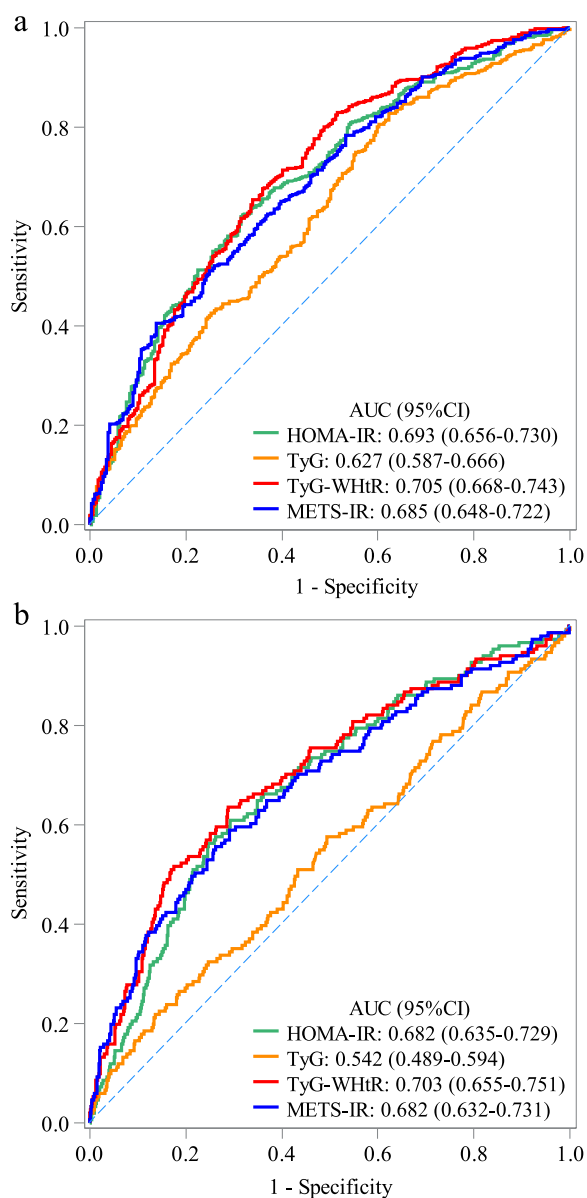 a
1.0
0.8
0.6
0.4
0.2
0.0
Sensitivity
AUC (95%CI)
HOMA-IR: 0.693 (0.656-0.730)
TyG: 0.627 (0.587-0.666)
TyG-WHtR: 0.705 (0.668-0.743)
METS-IR: 0.685 (0.648-0.722)
0.0 0.2 0.4 0.6 0.8 1.0
1 - Specificity
b
1.0
0.8
0.6
0.4
0.2
0.0
Sensitivity
AUC (95%CI)
HOMA-IR: 0.682 (0.635-0.729)
TyG: 0.542 (0.489-0.594)
TyG-WHtR: 0.703 (0.655-0.751)
METS-IR: 0.682 (0.632-0.731)
0.0 0.2 0.4 0.6 0.8 1.0
1 - Specificity